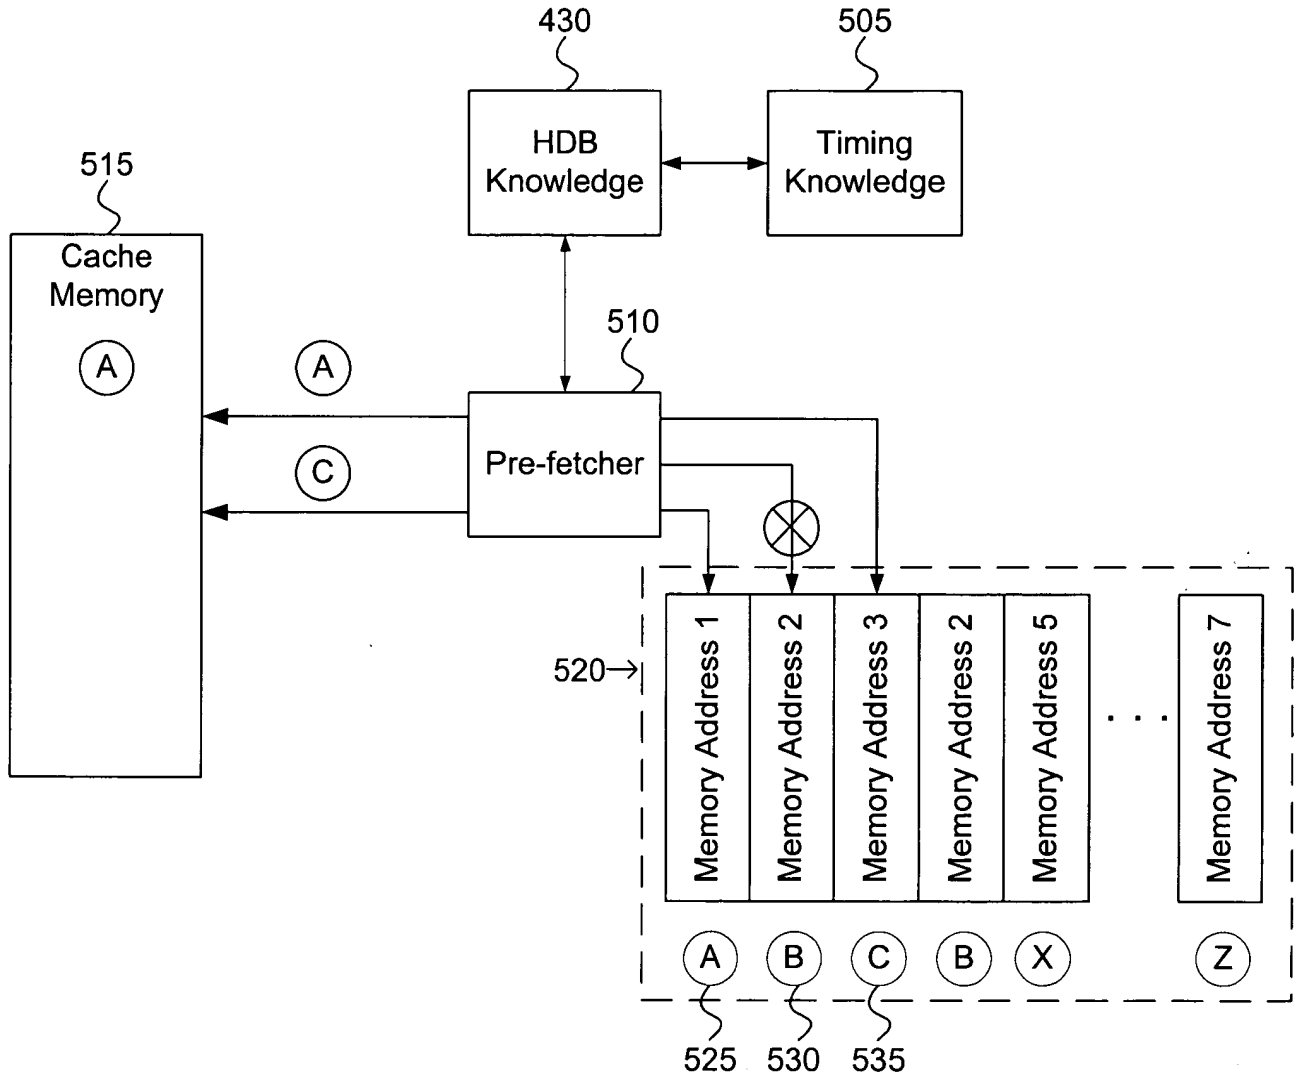 430
505
HDB
Knowledge
Timing
Knowledge
515
Cache
Memory
A
A
C
510
Pre-fetcher
520
Memory Address 1
Memory Address 2
Memory Address 3
Memory Address 2
Memory Address 5
. . .
Memory Address 7
A
B
C
B
X
Z
525
530
535